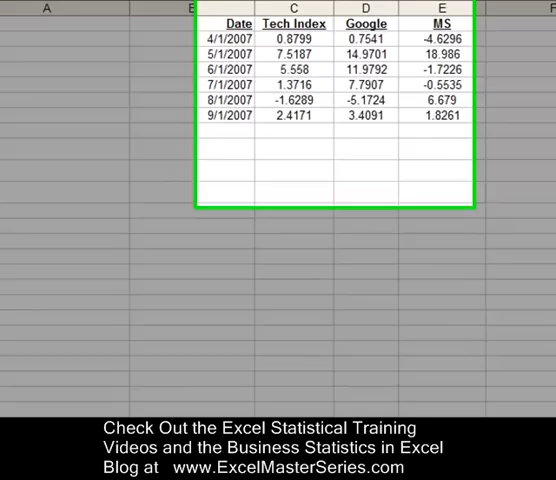 A B C D E F
Date Tech Index Google MS
4/1/2007 0.8799 0.7541 -4.6296
5/1/2007 7.5187 14.9701 18.986
6/1/2007 5.558 11.9792 -1.7226
7/1/2007 1.3716 7.7907 -0.5535
8/1/2007 -1.6289 -5.1724 6.679
9/1/2007 2.4171 3.4091 1.8261
Check Out the Excel Statistical Training
Videos and the Business Statistics in Excel
Blog at www.ExcelMasterSeries.com